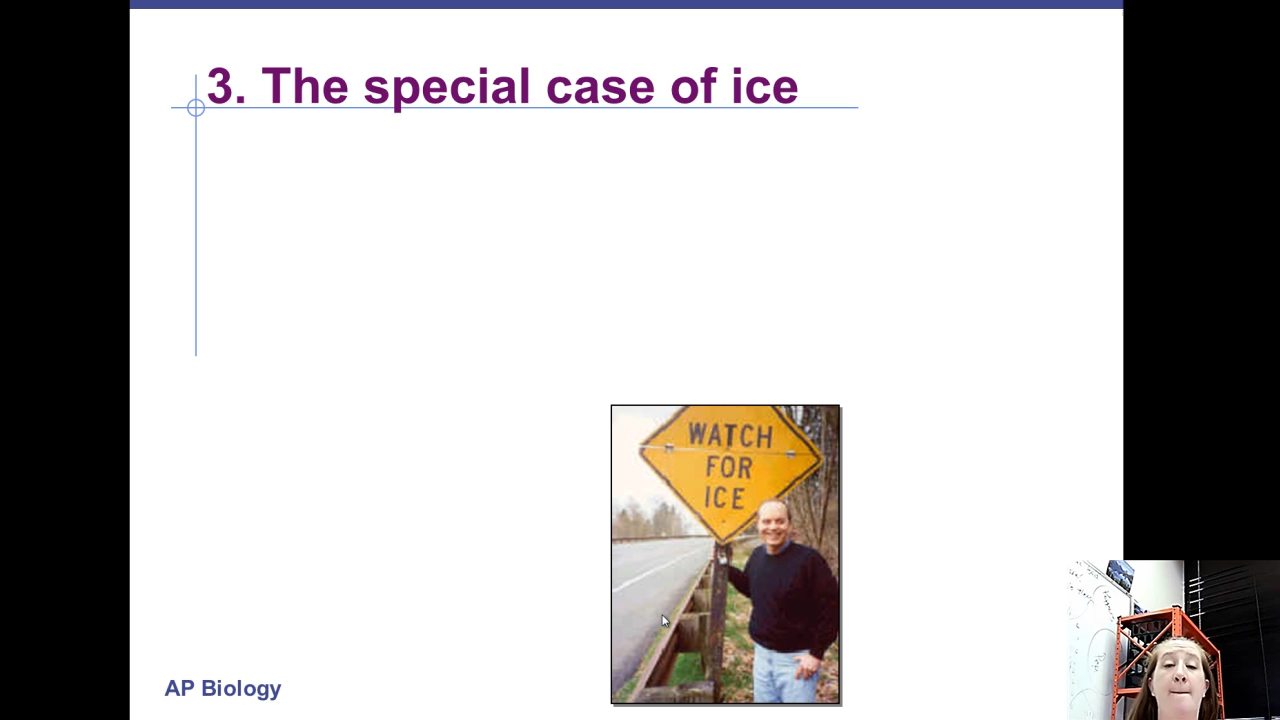 3. The special case of ice
WATCH
FOR
ICE
AP Biology